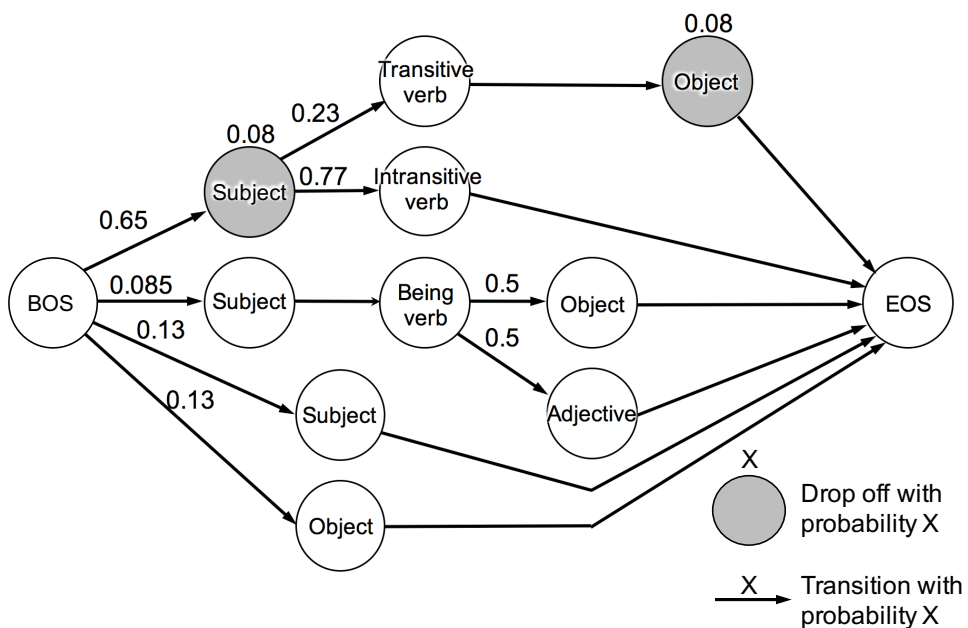 0.08
Transitive
verb
Object
0.23
0.08
Subject
0.77
Intransitive
verb
0.65
BOS
0.085
Subject
Being
verb
0.5
Object
EOS
0.13
0.5
Subject
Adjective
0.13
Object
X
Drop off with
probability X
X
Transition with
probability X